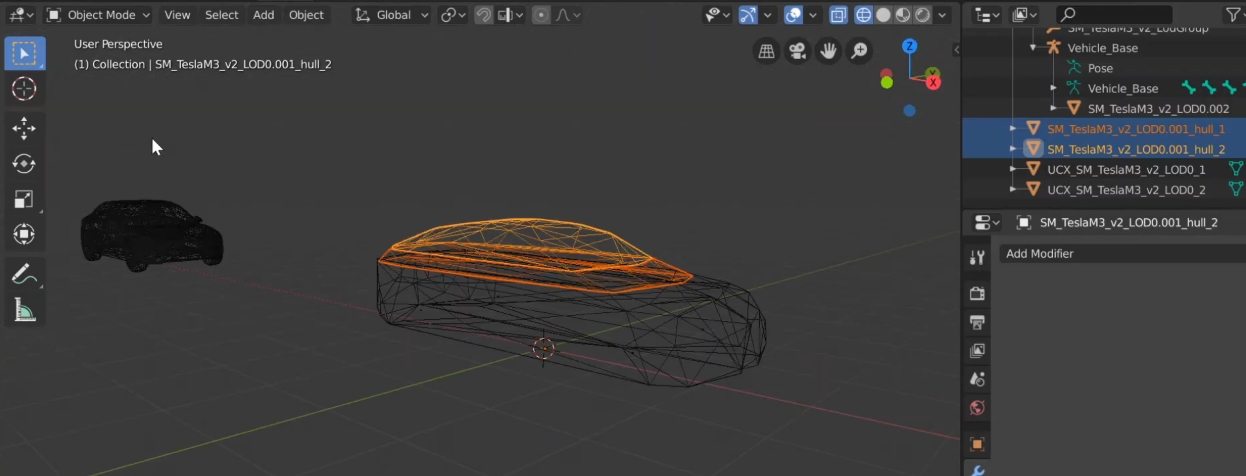 Object Mode View Select Add Object Global
User Perspective
(1) Collection | SM_TeslaM3_v2_LOD0.001_hull_2
Z
Y
X
SM_TeslaM3_v2_LodGroup
Vehicle_Base
Pose
Vehicle_Base
SM_TeslaM3_v2_LOD0.002
SM_TeslaM3_v2_LOD0.001_hull_1
SM_TeslaM3_v2_LOD0.001_hull_2
UCX_SM_TeslaM3_v2_LOD0_1
UCX_SM_TeslaM3_v2_LOD0_2
SM_TeslaM3_v2_LOD0.001_hull_2
Add Modifier